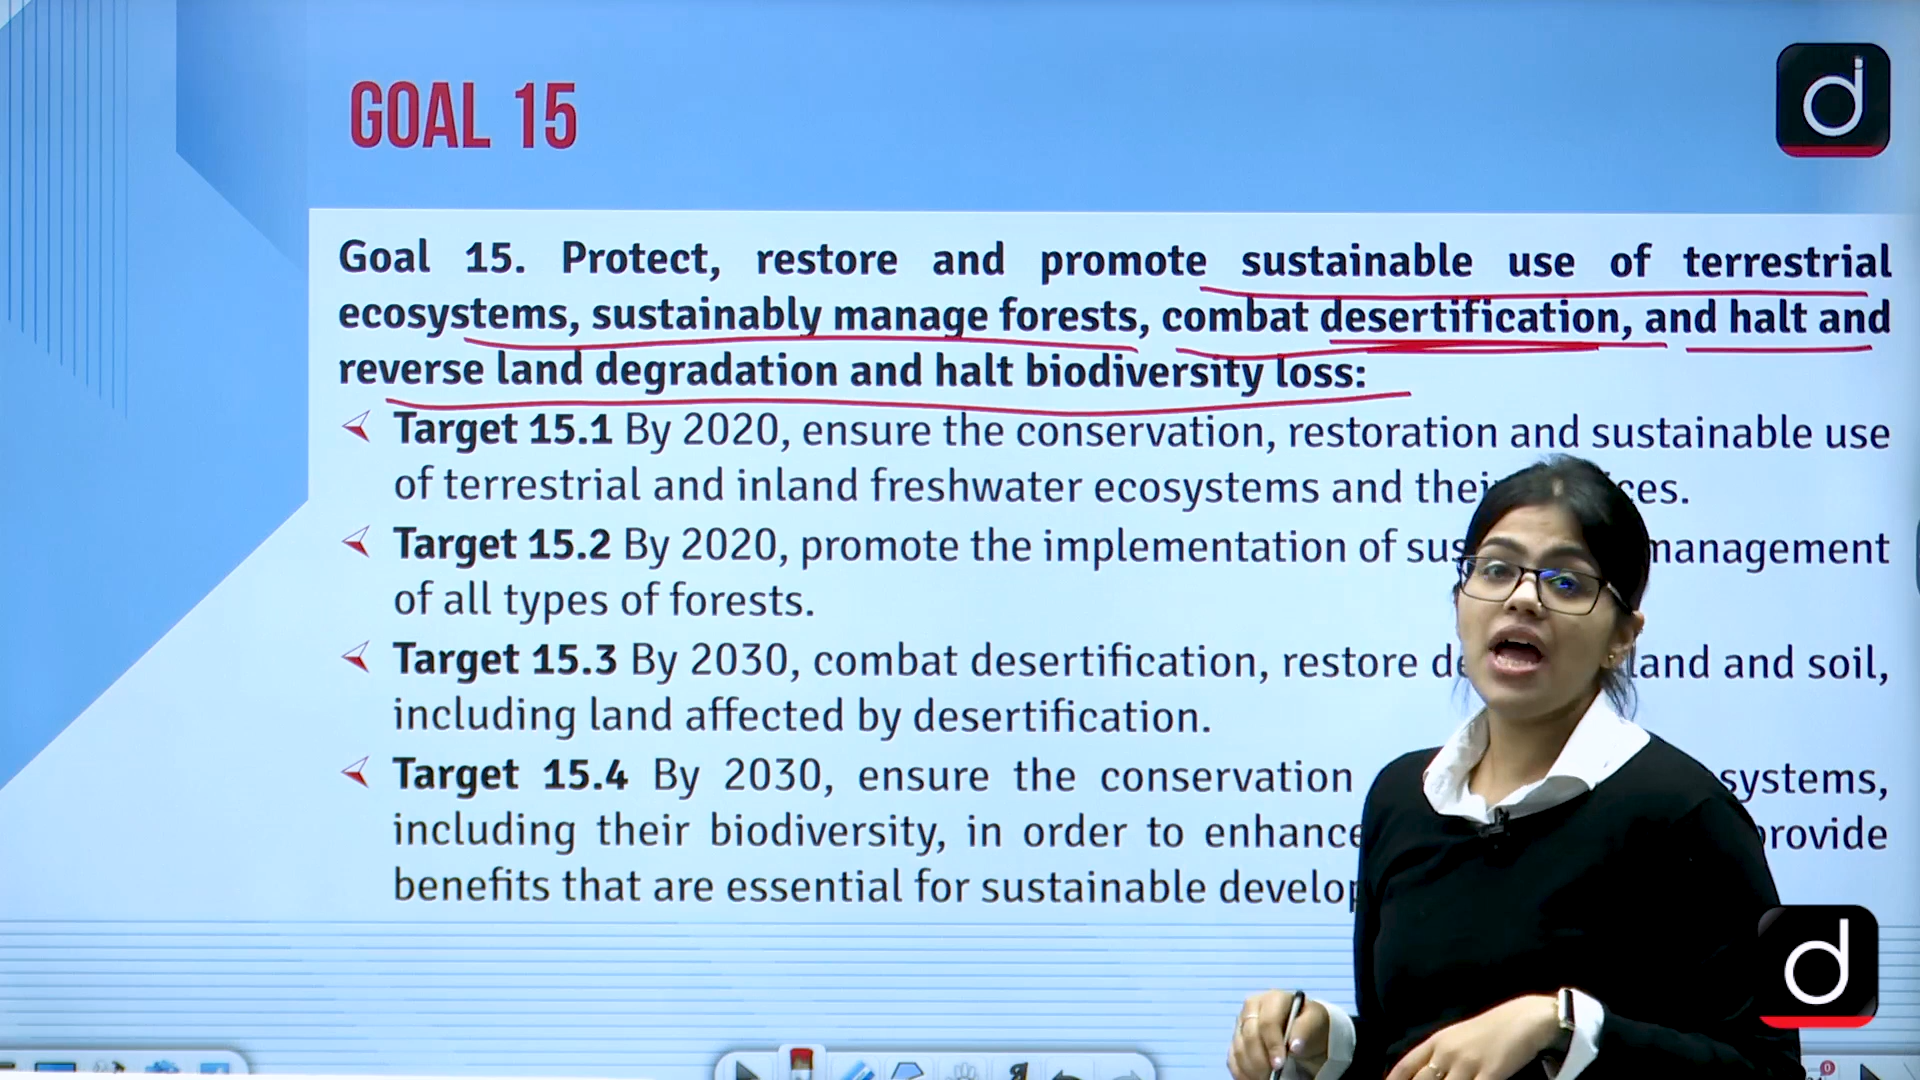 GOAL 15
d
Goal 15. Protect, restore and promote sustainable use of terrestrial
ecosystems, sustainably manage forests, combat desertification, and halt and
reverse land degradation and halt biodiversity loss:
Target 15.1 By 2020, ensure the conservation, restoration and sustainable use
of terrestrial and inland freshwater ecosystems and
Target 15.2 By 2020, promote the implementation of management
of all types of forests.
Target 15.3 By 2030, combat desertification, restore land and soil,
including land affected by desertification.
Target 15.4 By 2030, ensure the conservation
including their biodiversity, in order to enhance
benefits that are essential for sustainable
d